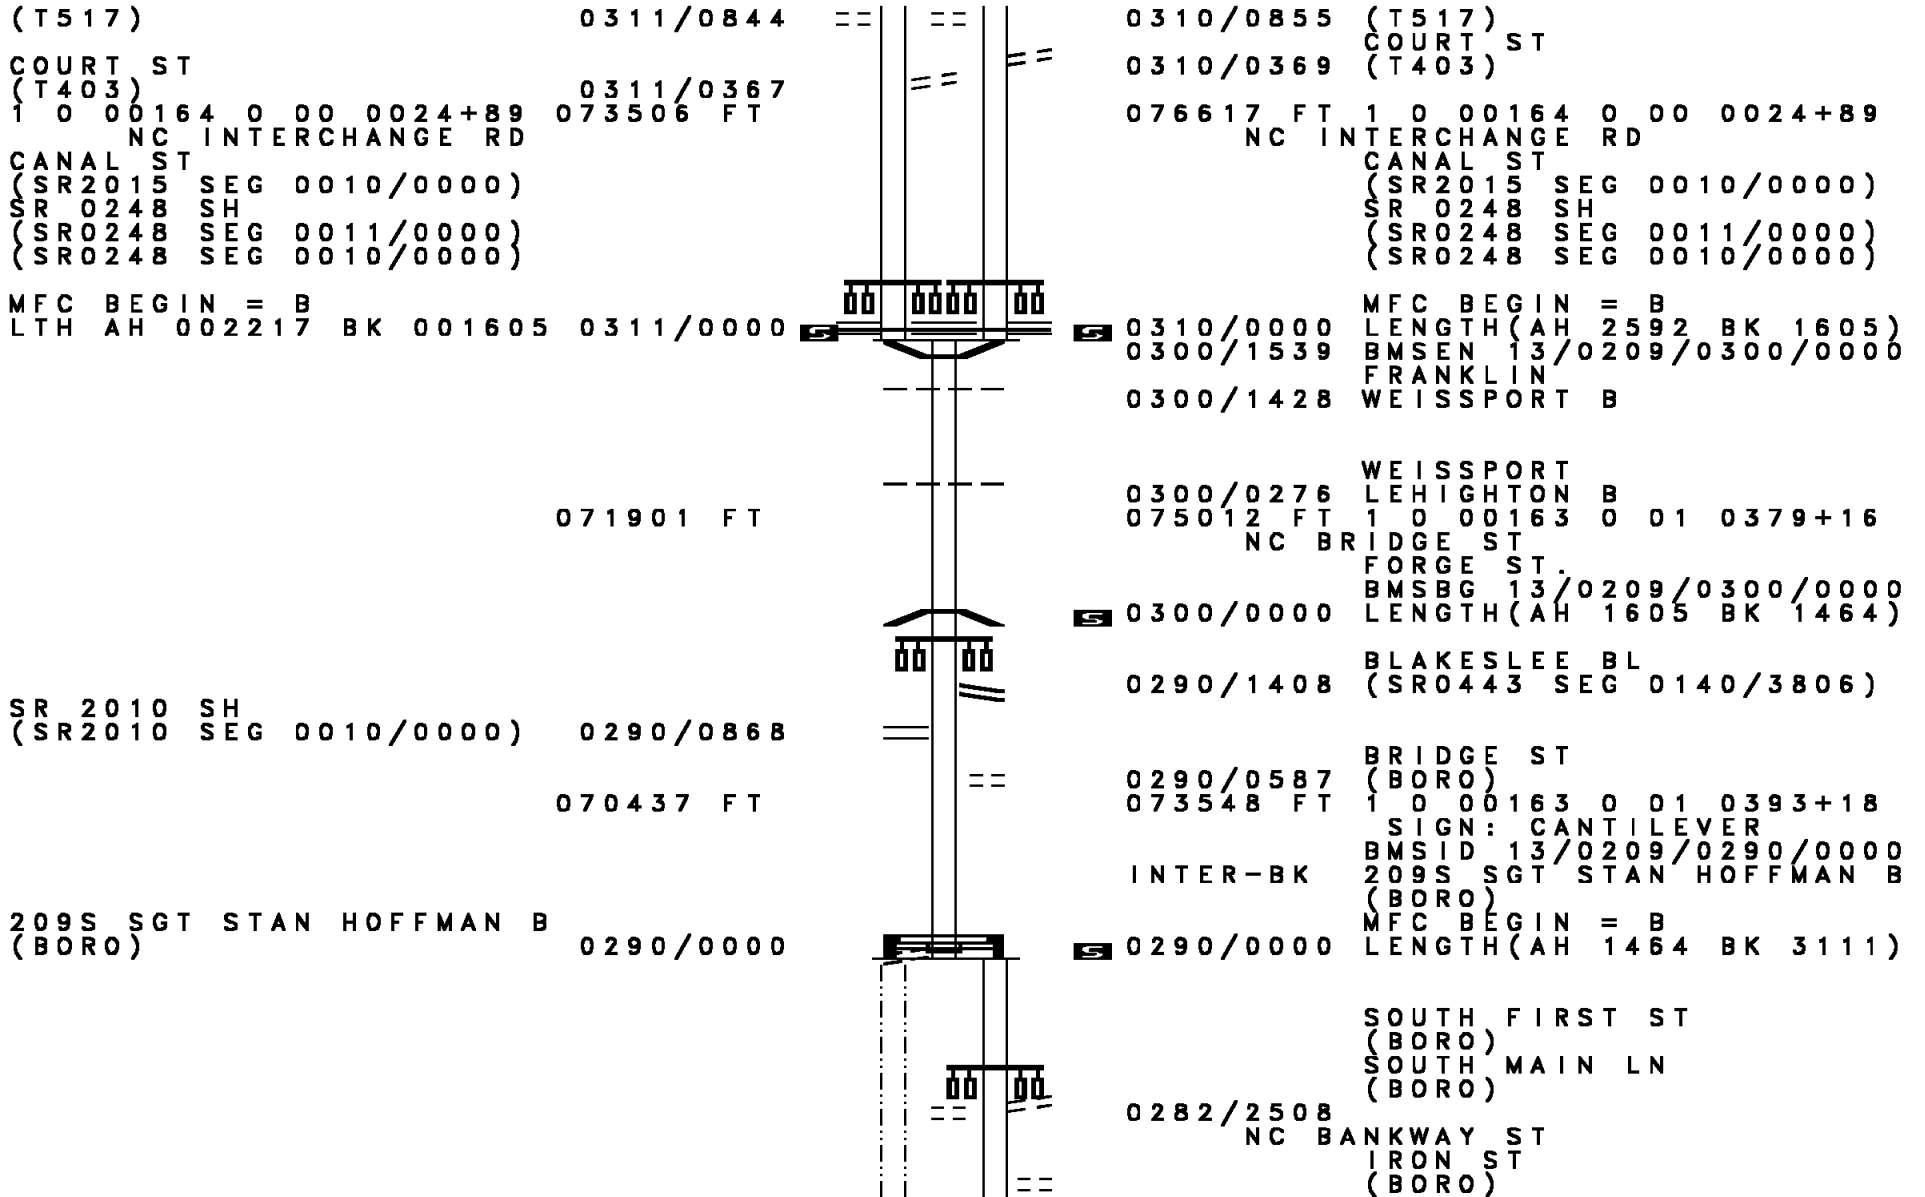 (T517) 0311/0844 0310/0855 (T517)
COURT ST
COURT ST 0310/0369 (T403)
(T403) 0311/0367
1 0 00164 0 00 0024+89 073506 FT 076617 FT 1 0 00164 0 00 0024+89
NC INTERCHANGE RD NC INTERCHANGE RD
CANAL ST CANAL ST
(SR2015 SEG 0010/0000) (SR2015 SEG 0010/0000)
SR 0248 SH SR 0248 SH
(SR0248 SEG 0011/0000) (SR0248 SEG 0011/0000)
(SR0248 SEG 0010/0000) (SR0248 SEG 0010/0000)
MFC BEGIN = B MFC BEGIN = B
LTH AH 002217 BK 001605 0311/0000 S S 0310/0000 LENGTH(AH 2592 BK 1605)
0300/1539 BMSEN 13/0209/0300/0000
FRANKLIN
0300/1428 WEISSPORT B
WEISSPORT
0300/0276 LEHIGHTON B
071901 FT 075012 FT 1 0 00163 0 01 0379+16
NC BRIDGE ST
FORGE ST.
BMSBG 13/0209/0300/0000
S 0300/0000 LENGTH(AH 1605 BK 1464)
BLAKESLEE BL
0290/1408 (SR0443 SEG 0140/3806)
SR 2010 SH
(SR2010 SEG 0010/0000) 0290/0868
BRIDGE ST
0290/0587 (BORO)
070437 FT 073548 FT 1 0 00163 0 01 0393+18
SIGN: CANTILEVER
BMSID 13/0209/0290/0000
INTER-BK 209S SGT STAN HOFFMAN B
(BORO)
209S SGT STAN HOFFMAN B MFC BEGIN = B
(BORO) 0290/0000 S 0290/0000 LENGTH(AH 1464 BK 3111)
SOUTH FIRST ST
(BORO)
SOUTH MAIN LN
(BORO)
0282/2508
NC BANKWAY ST
IRON ST
(BORO)